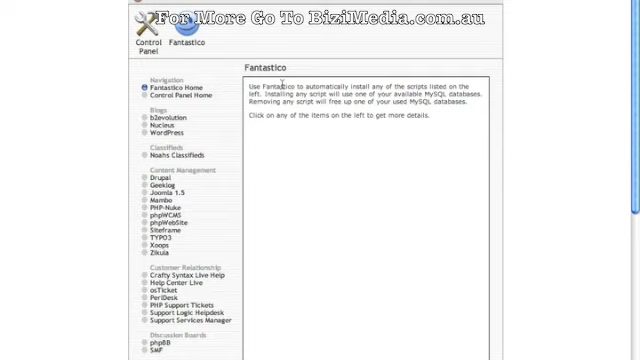 For More Go To BiziMedia.com.au
Control
Panel
Fantastico
Fantastico
Navigation
Fantastico Home
Control Panel Home
Blogs
b2evolution
Nucleus
WordPress
Classifieds
Noahs Classifieds
Content Management
Drupal
Geeklog
Joomla 1.5
Mambo
PHP-Nuke
phpWCMS
phpWebSite
Siteframe
TYPO3
Xoops
Zikula
Customer Relationship
Crafty Syntax Live Help
Help Center Live
osTicket
PerlDesk
PHP Support Tickets
Support Logic Helpdesk
Support Services Manager
Discussion Boards
phpBB
SMF
Use Fantastico to automatically install any of the scripts listed on the
left. Installing any script will use one of your available MySQL databases.
Removing any script will free up one of your used MySQL databases.
Click on any of the items on the left to get more details.